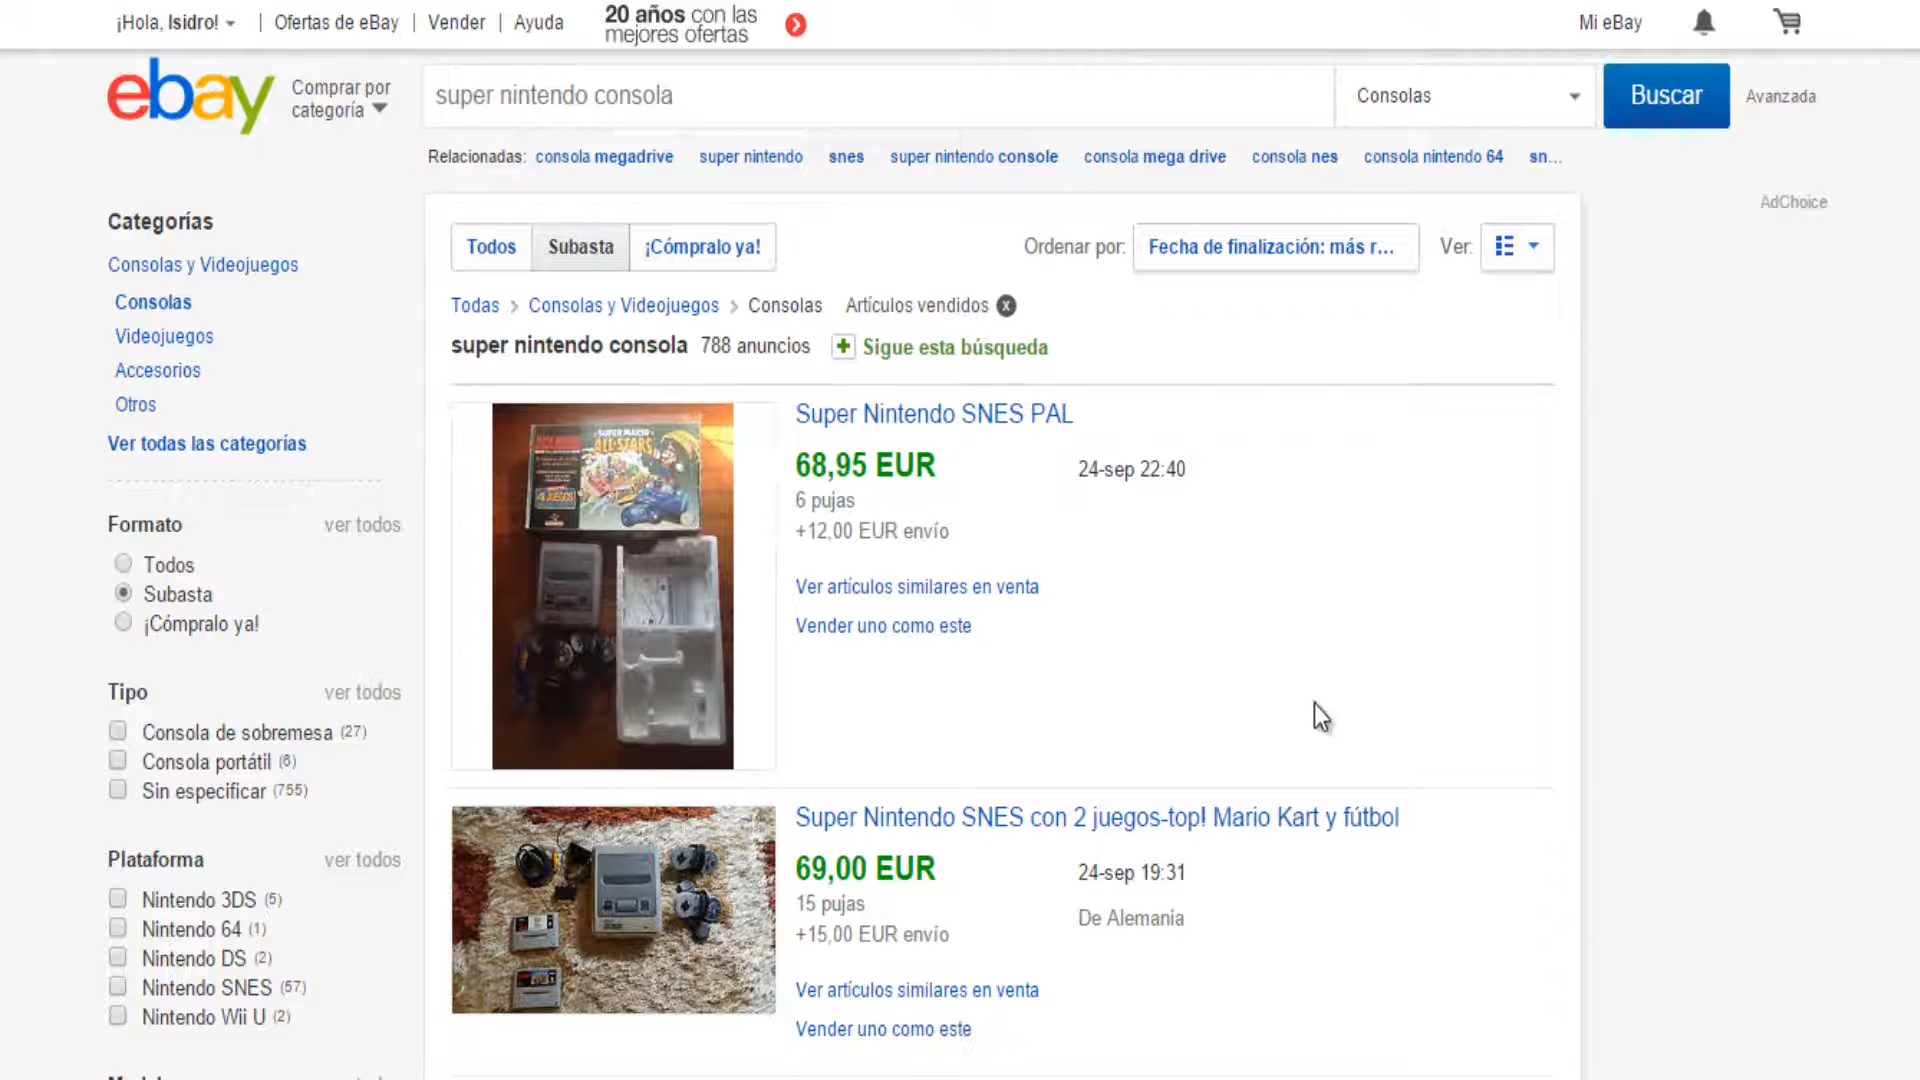 ¡Hola, Isidro!
Ofertas de eBay
Vender
Ayuda
20 años con las
mejores ofertas
Mi eBay
ebay
Comprar por
categoría
super nintendo consola
Consolas
Buscar
Avanzada
Relacionadas: consola megadrive super nintendo snes super nintendo console consola mega drive consola nes consola nintendo 64 sn...
AdChoice
Categorías
Consolas y Videojuegos
Consolas
Videojuegos
Accesorios
Otros
Ver todas las categorías
Formato ver todos
Todos
Subasta
¡Cómpralo ya!
Tipo ver todos
Consola de sobremesa (27)
Consola portátil (6)
Sin especificar (755)
Plataforma ver todos
Nintendo 3DS (5)
Nintendo 64 (1)
Nintendo DS (2)
Nintendo SNES (57)
Nintendo Wii U (2)
Todos Subasta ¡Cómpralo ya!
Ordenar por: Fecha de finalización: más r...
Ver:
Todas > Consolas y Videojuegos > Consolas Artículos vendidos x
super nintendo consola 788 anuncios + Sigue esta búsqueda
SUPER MARIO
ALL-STARS
4 JUEGOS
Super Nintendo SNES PAL
68,95 EUR
24-sep 22:40
6 pujas
+12,00 EUR envío
Ver artículos similares en venta
Vender uno como este
Super Nintendo SNES con 2 juegos-top! Mario Kart y fútbol
69,00 EUR
24-sep 19:31
15 pujas
De Alemania
+15,00 EUR envío
Ver artículos similares en venta
Vender uno como este